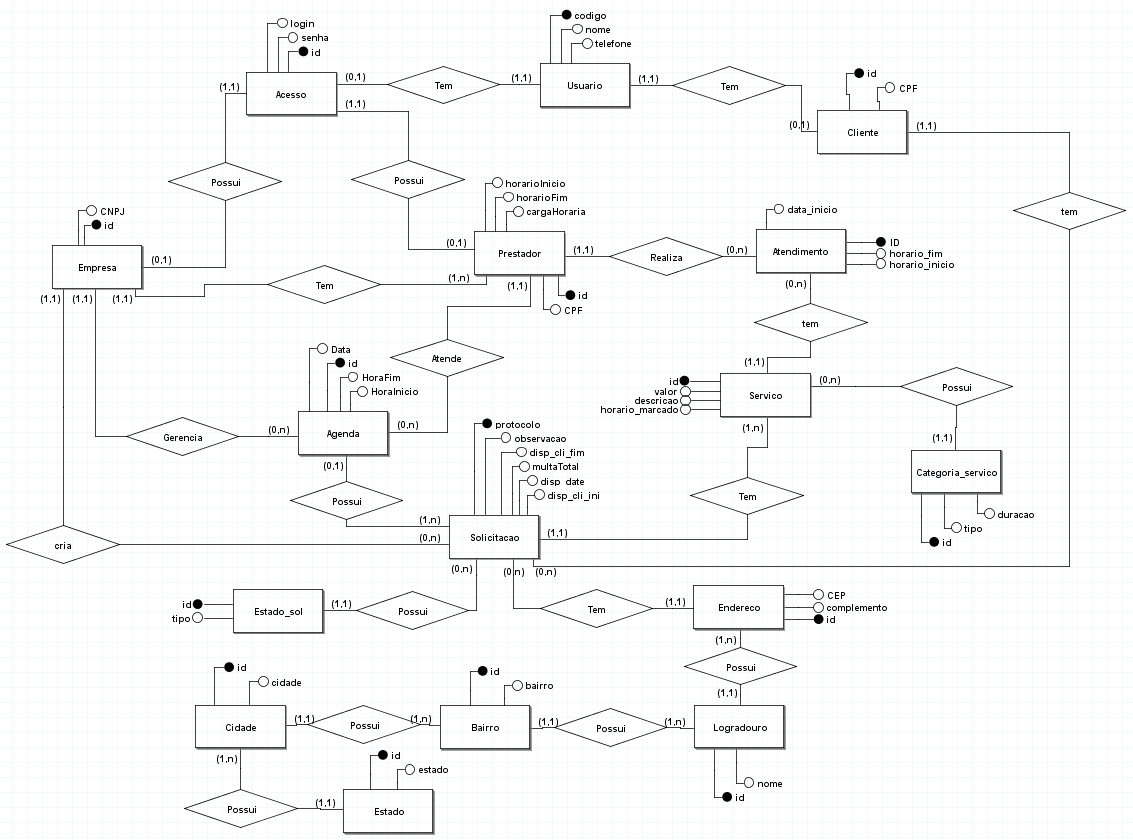 login
senha
id
codigo
nome
telefone
id
CPF
Acesso
(0,1)
Tem
(1,1)
Usuario
(1,1)
Tem
(0,1)
Cliente
(1,1)
(1,1)
(1,1)
Possui
Possui
tem
horarioInicio
horarioFim
cargaHoraria
data_inicio
CNPJ
id
Empresa
(0,1)
(0,1)
Prestador
(1,1)
Realiza
(0,n)
Atendimento
ID
horario_fim
horario_inicio
(1,1)
(1,1)
(1,1)
Tem
(1,n)
(1,1)
id
CPF
(0,n)
tem
Data
id
HoraFim
HoraInicio
Atende
(1,1)
id
valor
descricao
horario_marcado
Servico
(0,n)
Possui
(1,n)
(1,1)
Gerencia
(0,n)
Agenda
(0,n)
(0,1)
protocolo
observacao
disp_cli_fim
multaTotal
disp_date
disp_cli_ini
Categoria_servico
duracao
tipo
id
Possui
(1,n)
Tem
cria
(0,n)
Solicitacao
(1,1)
(0,n)
(0,n)
(0,n)
id
tipo
Estado_sol
(1,1)
Possui
Tem
(1,1)
Endereco
CEP
complemento
id
(1,n)
Possui
(1,1)
id
cidade
id
bairro
Cidade
(1,1)
Possui
(1,n)
Bairro
(1,1)
Possui
(1,n)
Logradouro
(1,n)
id
estado
nome
id
Possui
(1,1)
Estado